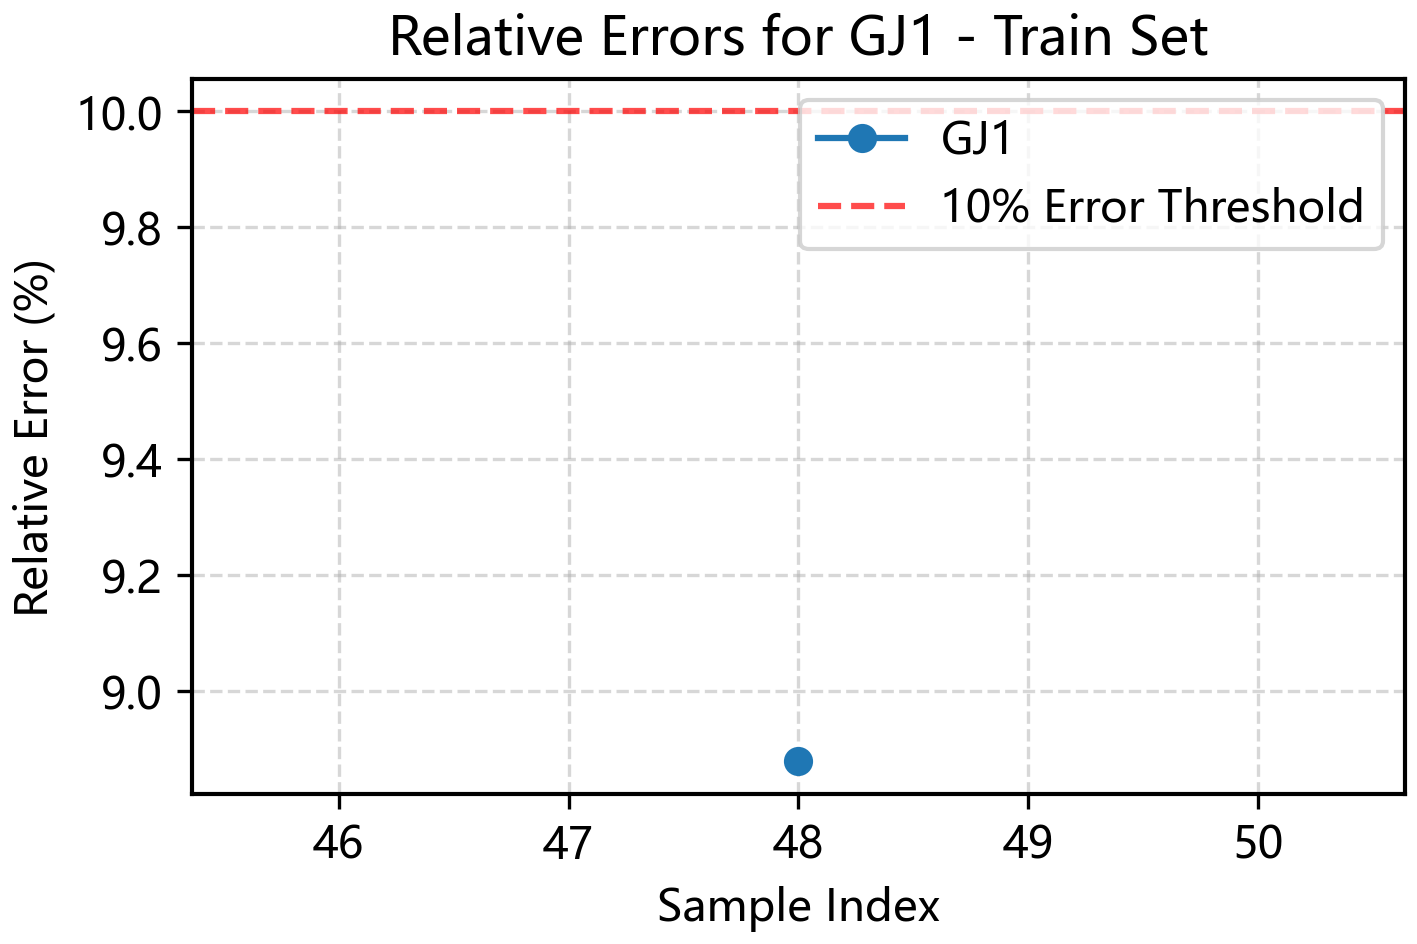 Relative Errors for GJ1 - Train Set
Relative Error (%)
10.0
9.8
9.6
9.4
9.2
9.0
GJ1
10% Error Threshold
46 47 48 49 50
Sample Index